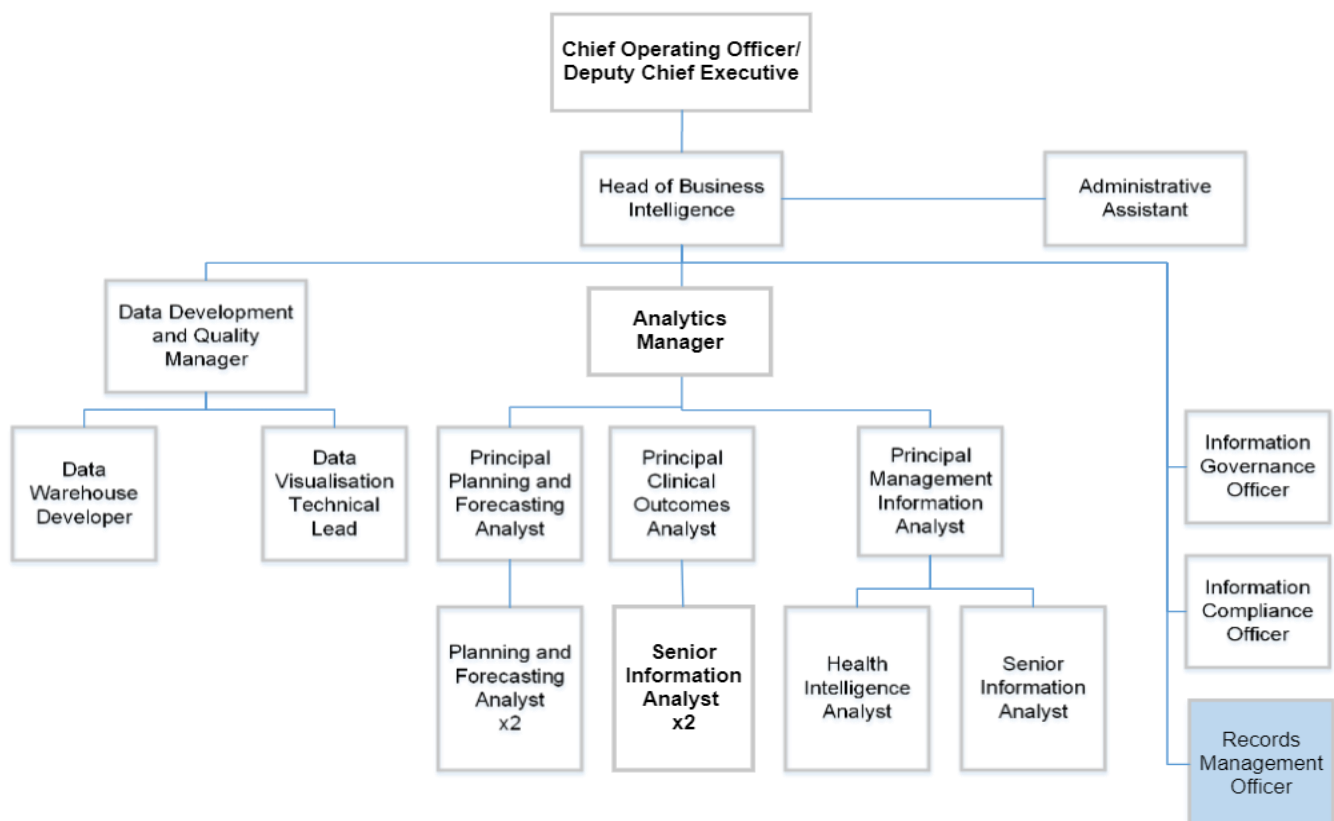 Chief Operating Officer/
Deputy Chief Executive
Head of Business
Intelligence
Administrative
Assistant
Data Development
and Quality
Manager
Analytics
Manager
Data
Warehouse
Developer
Data
Visualisation
Technical
Lead
Principal
Planning and
Forecasting
Analyst
Principal
Clinical
Outcomes
Analyst
Principal
Management
Information
Analyst
Information
Governance
Officer
Planning and
Forecasting
Analyst
x2
Senior
Information
Analyst
x2
Health
Intelligence
Analyst
Senior
Information
Analyst
Information
Compliance
Officer
Records
Management
Officer